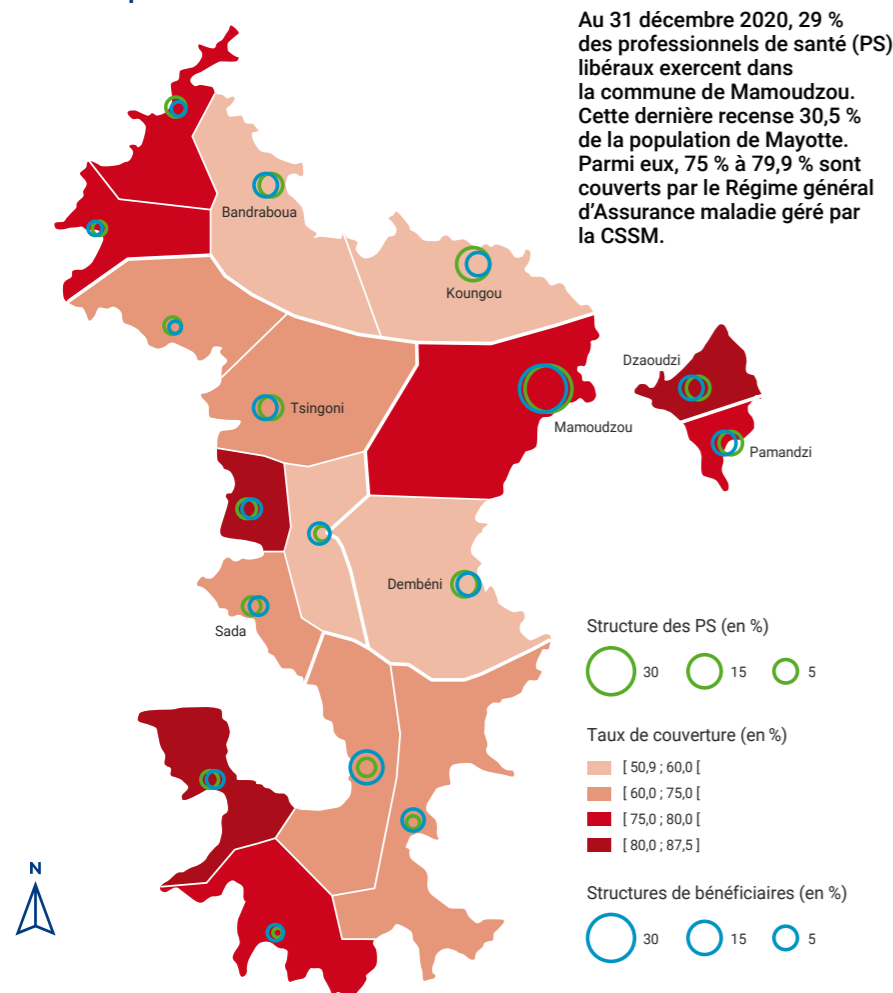 Au 31 décembre 2020, 29 %
des professionnels de santé (PS)
libéraux exercent dans
la commune de Mamoudzou.
Cette dernière recense 30,5 %
de la population de Mayotte.
Parmi eux, 75 % à 79,9 % sont
couverts par le Régime général
d’Assurance maladie géré par
la CSSM.
Bandraboua
Koungou
Dzaoudzi
Tsingoni
Mamoudzou
Pamandzi
Dembéni
Sada
Structure des PS (en %)
30 15 5
Taux de couverture (en %)
[ 50,9 ; 60,0 [
[ 60,0 ; 75,0 [
[ 75,0 ; 80,0 [
[ 80,0 ; 87,5 ]
N
Structures de bénéficiaires (en %)
30 15 5